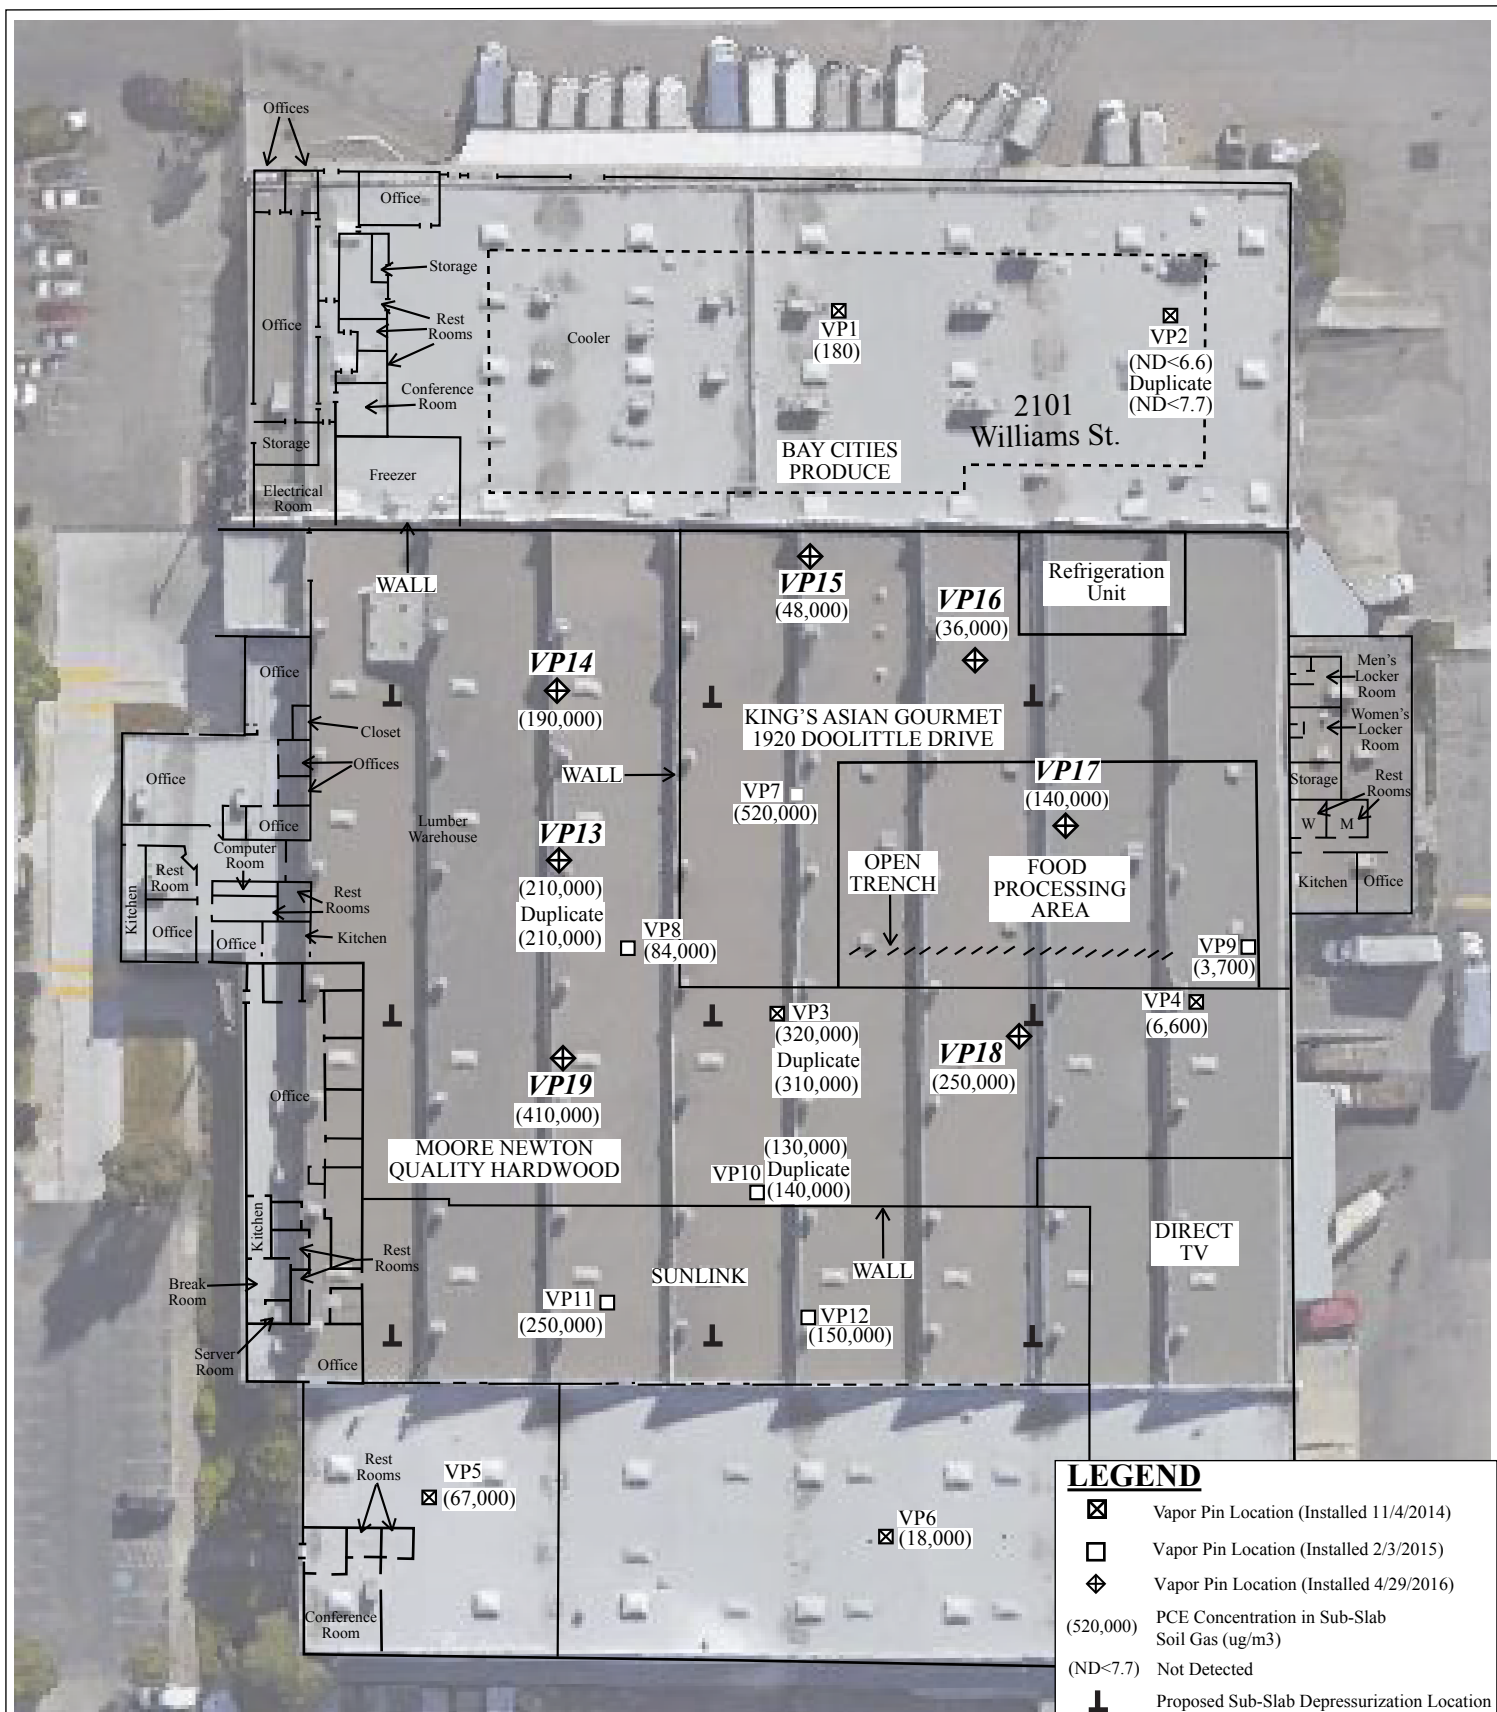 Offices
Office
Storage
Rest
Rooms
Office
Cooler
Conference
Room
Storage
Freezer
Electrical
Room
VP1
(180)
VP2
(ND<6.6)
Duplicate
(ND<7.7)
2101
Williams St.
BAY CITIES
PRODUCE
WALL
VP15
(48,000)
VP16
(36,000)
Refrigeration
Unit
VP14
(190,000)
KING'S ASIAN GOURMET
1920 DOOLITTLE DRIVE
Office
Closet
Offices
Office
Office
WALL
Men's
Locker
Room
Women's
Locker
Room
Storage
Rest
Rooms
W
M
Kitchen
Office
VP7
(520,000)
VP17
(140,000)
Lumber
Warehouse
VP13
(210,000)
Duplicate
(210,000)
OPEN
TRENCH
FOOD
PROCESSING
AREA
Computer
Room
Rest
Room
Kitchen
Office
Office
Rest
Rooms
Kitchen
VP8
(84,000)
VP9
(3,700)
VP3
(320,000)
Duplicate
(310,000)
VP4
(6,600)
VP18
(250,000)
VP19
(410,000)
Office
MOORE NEWTON
QUALITY HARDWOOD
(130,000)
VP10 Duplicate
(140,000)
Kitchen
Rest
Rooms
Break
Room
Server
Room
Office
SUNLINK
WALL
DIRECT
TV
VP11
(250,000)
VP12
(150,000)
Rest
Rooms
VP5
(67,000)
VP6
(18,000)
Conference
Room
LEGEND
Vapor Pin Location (Installed 11/4/2014)
Vapor Pin Location (Installed 2/3/2015)
Vapor Pin Location (Installed 4/29/2016)
(520,000) PCE Concentration in Sub-Slab
Soil Gas (ug/m3)
(ND<7.7) Not Detected
Proposed Sub-Slab Depressurization Location